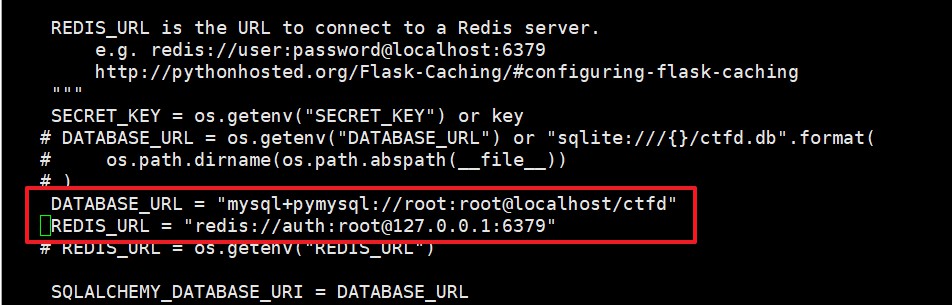 REDIS_URL is the URL to connect to a Redis server.
e.g. redis://user:password@localhost:6379
http://pythonhosted.org/Flask-Caching/#configuring-flask-caching
"""
SECRET_KEY = os.getenv("SECRET_KEY") or key
# DATABASE_URL = os.getenv("DATABASE_URL") or "sqlite:///{}/ctfd.db".format(
#     os.path.dirname(os.path.abspath(__file__))
# )
DATABASE_URL = "mysql+pymysql://root:root@localhost/ctfd"
REDIS_URL = "redis://auth:root@127.0.0.1:6379"
# REDIS_URL = os.getenv("REDIS_URL")
SQLALCHEMY_DATABASE_URI = DATABASE_URL